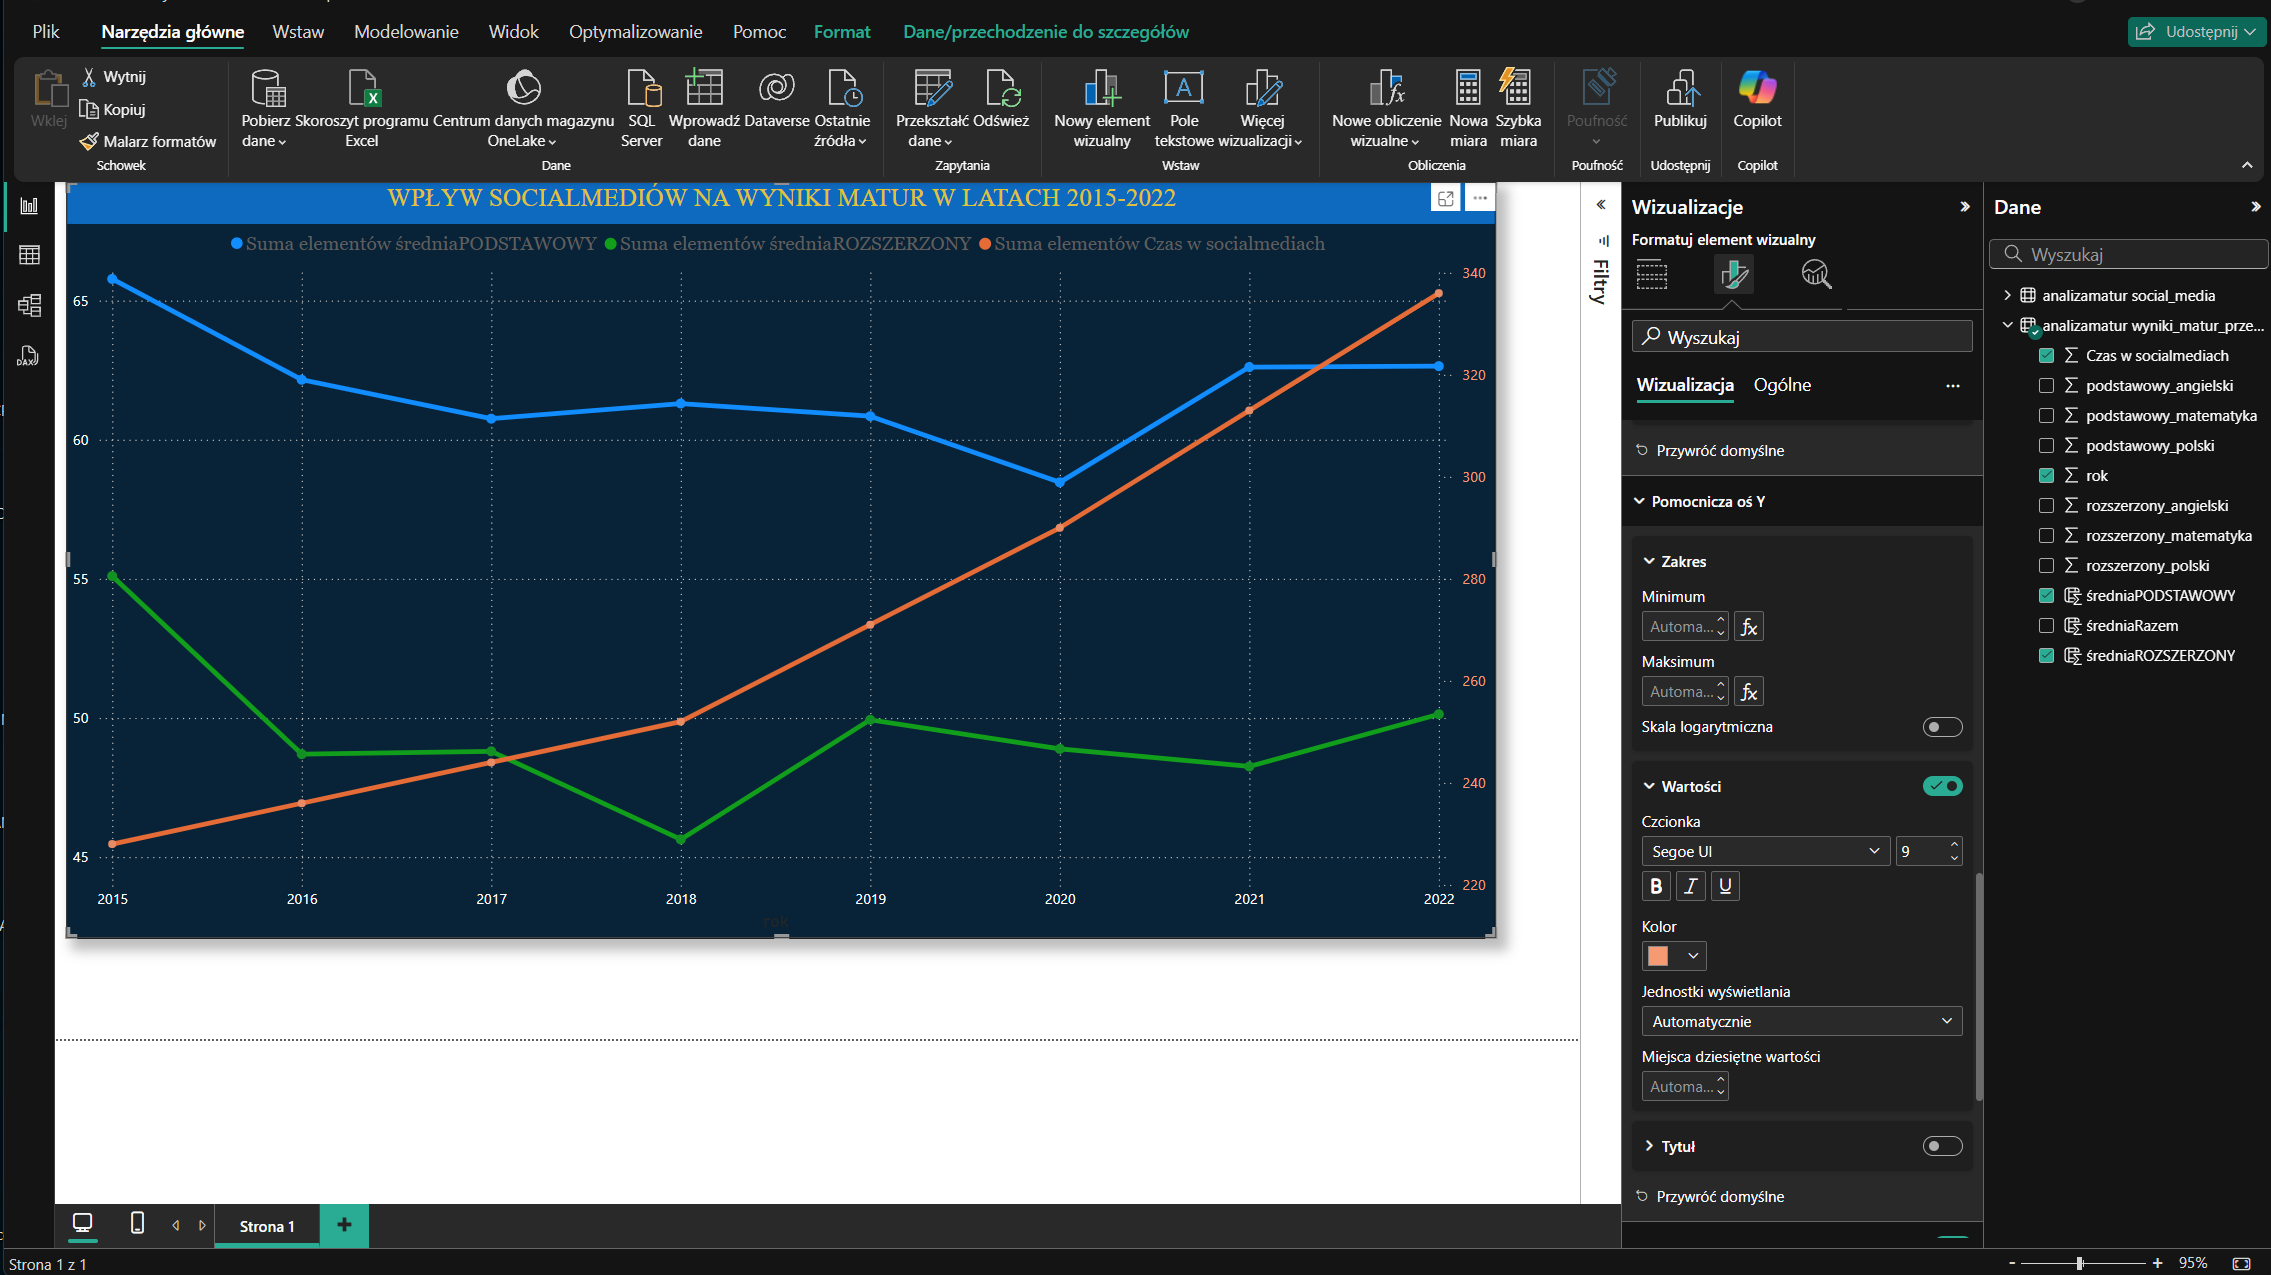 Plik
Narzędzia główne
Wstaw
Modelowanie
Widok
Optymalizowanie
Pomoc
Format
Dane/przechodzenie do szczegółów
Udostępnij
Wklej
Wytnij
Kopiuj
Malarz formatów
Schowek
Pobierz dane
Skoroszyt programu Excel
Centrum danych magazynu OneLake
SQL Server
Wprowadź dane
Dataverse
Ostatnie źródła
Dane
Przekształć dane
Odśwież
Zapytania
Nowy element wizualny
Pole tekstowe
Więcej wizualizacji
Wstaw
Nowe obliczenie wizualne
Nowa miara
Szybka miara
Obliczenia
Poufność
Poufność
Publikuj
Udostępnij
Copilot
Copilot
WPŁYW SOCIALMEDIÓW NA WYNIKI MATUR W LATACH 2015-2022
Suma elementów średniaPODSTAWOWY
Suma elementów średniaROZSZERZONY
Suma elementów Czas w socialmediach
65
60
55
50
45
340
320
300
280
260
240
220
2015
2016
2017
2018
2019
2020
2021
2022
rok
Filtry
Wizualizacje
Formatuj element wizualny
Wyszukaj
Wizualizacja
Ogólne
Przywróć domyślne
Pomocnicza oś Y
Zakres
Minimum
Automa...
Maksimum
Automa...
Skala logarytmiczna
Wartości
Czcionka
Segoe UI
9
B I U
Kolor
Jednostki wyświetlania
Automatycznie
Miejsca dziesiętne wartości
Automa...
Tytuł
Przywróć domyślne
Dane
Wyszukaj
analizamatur social_media
analizamatur wyniki_matur_prze...
Czas w socialmediach
podstawowy_angielski
podstawowy_matematyka
podstawowy_polski
rok
rozszerzony_angielski
rozszerzony_matematyka
rozszerzony_polski
średniaPODSTAWOWY
średniaRazem
średniaROZSZERZONY
Strona 1
Strona 1 z 1
95%